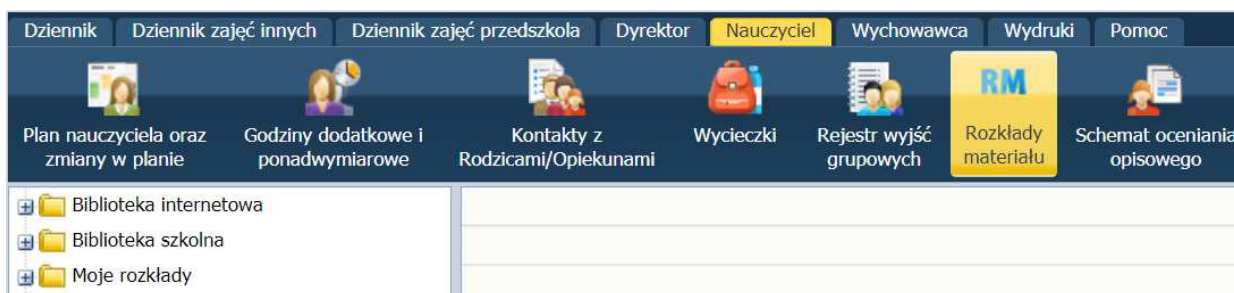 Dziennik Dziennik zajęć innych Dziennik zajęć przedszkola Dyrektor Nauczyciel Wychowawca Wydruki Pomoc
RM
Plan nauczyciela oraz
zmiany w planie
Godziny dodatkowe i
ponadwymiarowe
Kontakty z
Rodzicami/Opiekunami
Wycieczki
Rejestr wyjść
grupowych
Rozkłady
materiału
Schemat oceniania
opisowego
Biblioteka internetowa
Biblioteka szkolna
Moje rozkłady